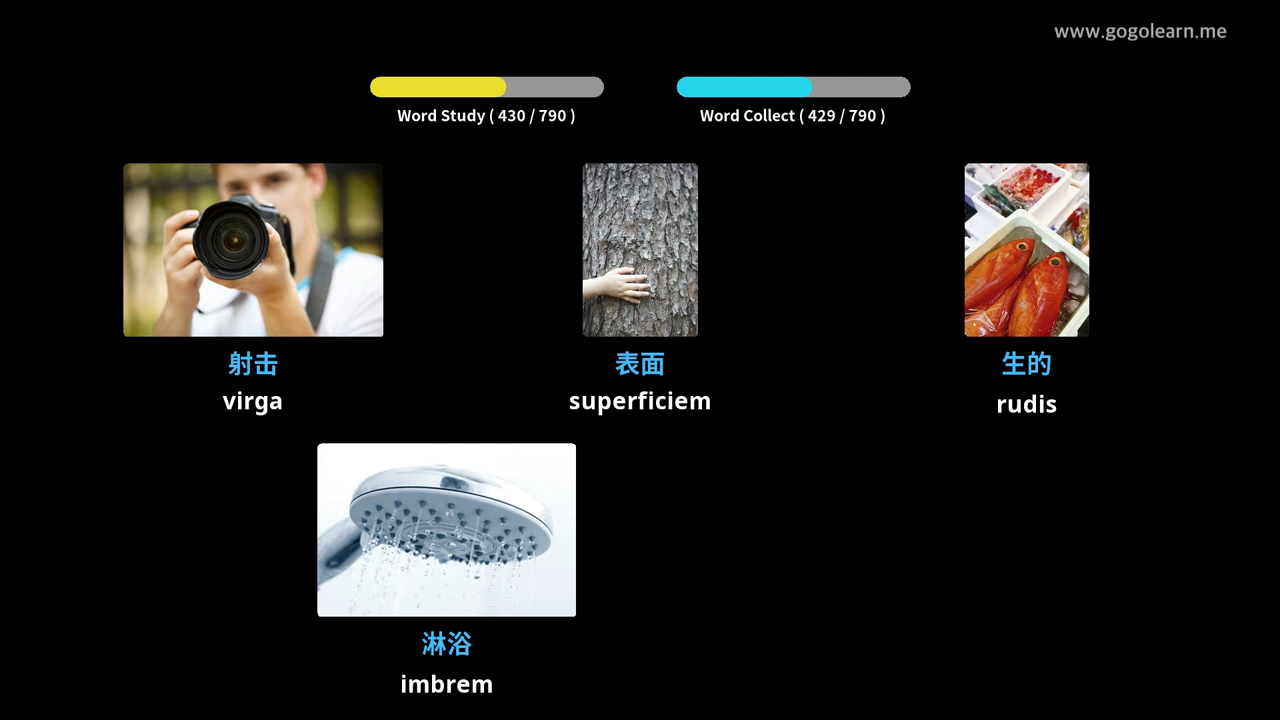 www.gogolearn.me
Word Study ( 430 / 790 )
Word Collect ( 429 / 790 )
射击
virga
表面
superficiem
生的
rudis
淋浴
imbrem